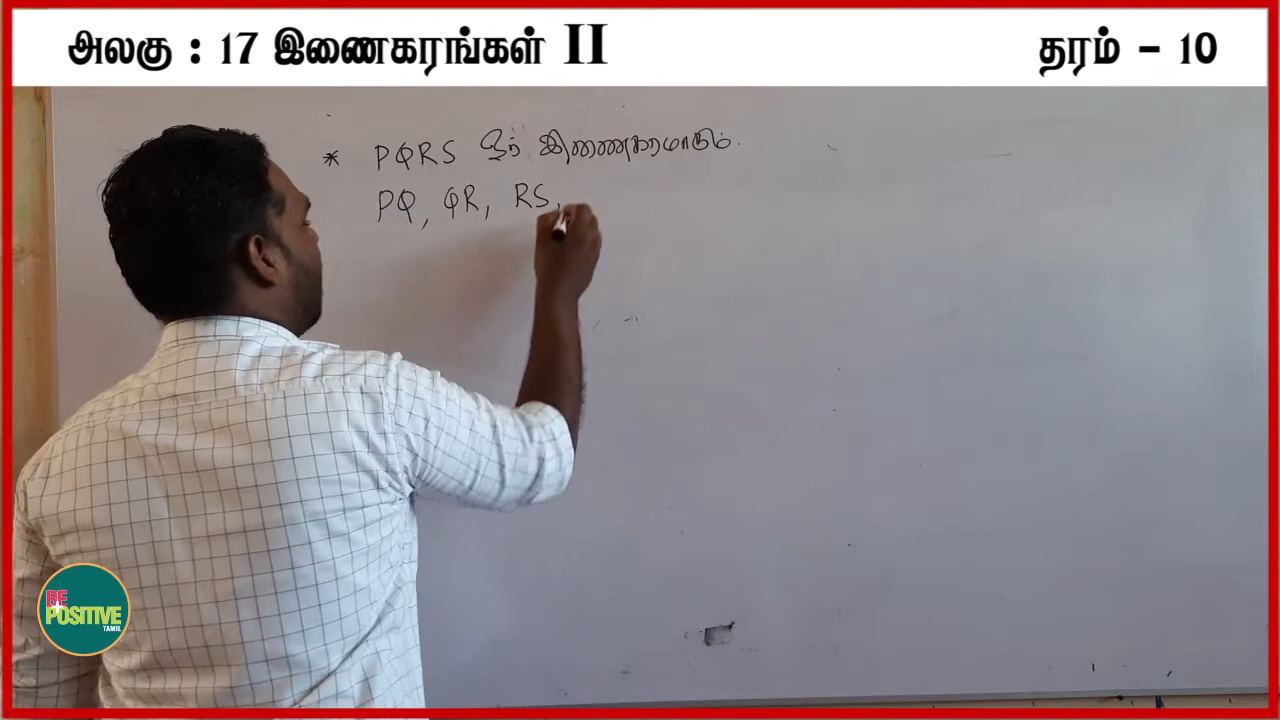 அலகு : 17 இணைகரங்கள் II
தரம் - 10
* PQRS ஓர் இணைகரமாகும்.
PQ, QR, RS,
BE
POSITIVE
TAMIL